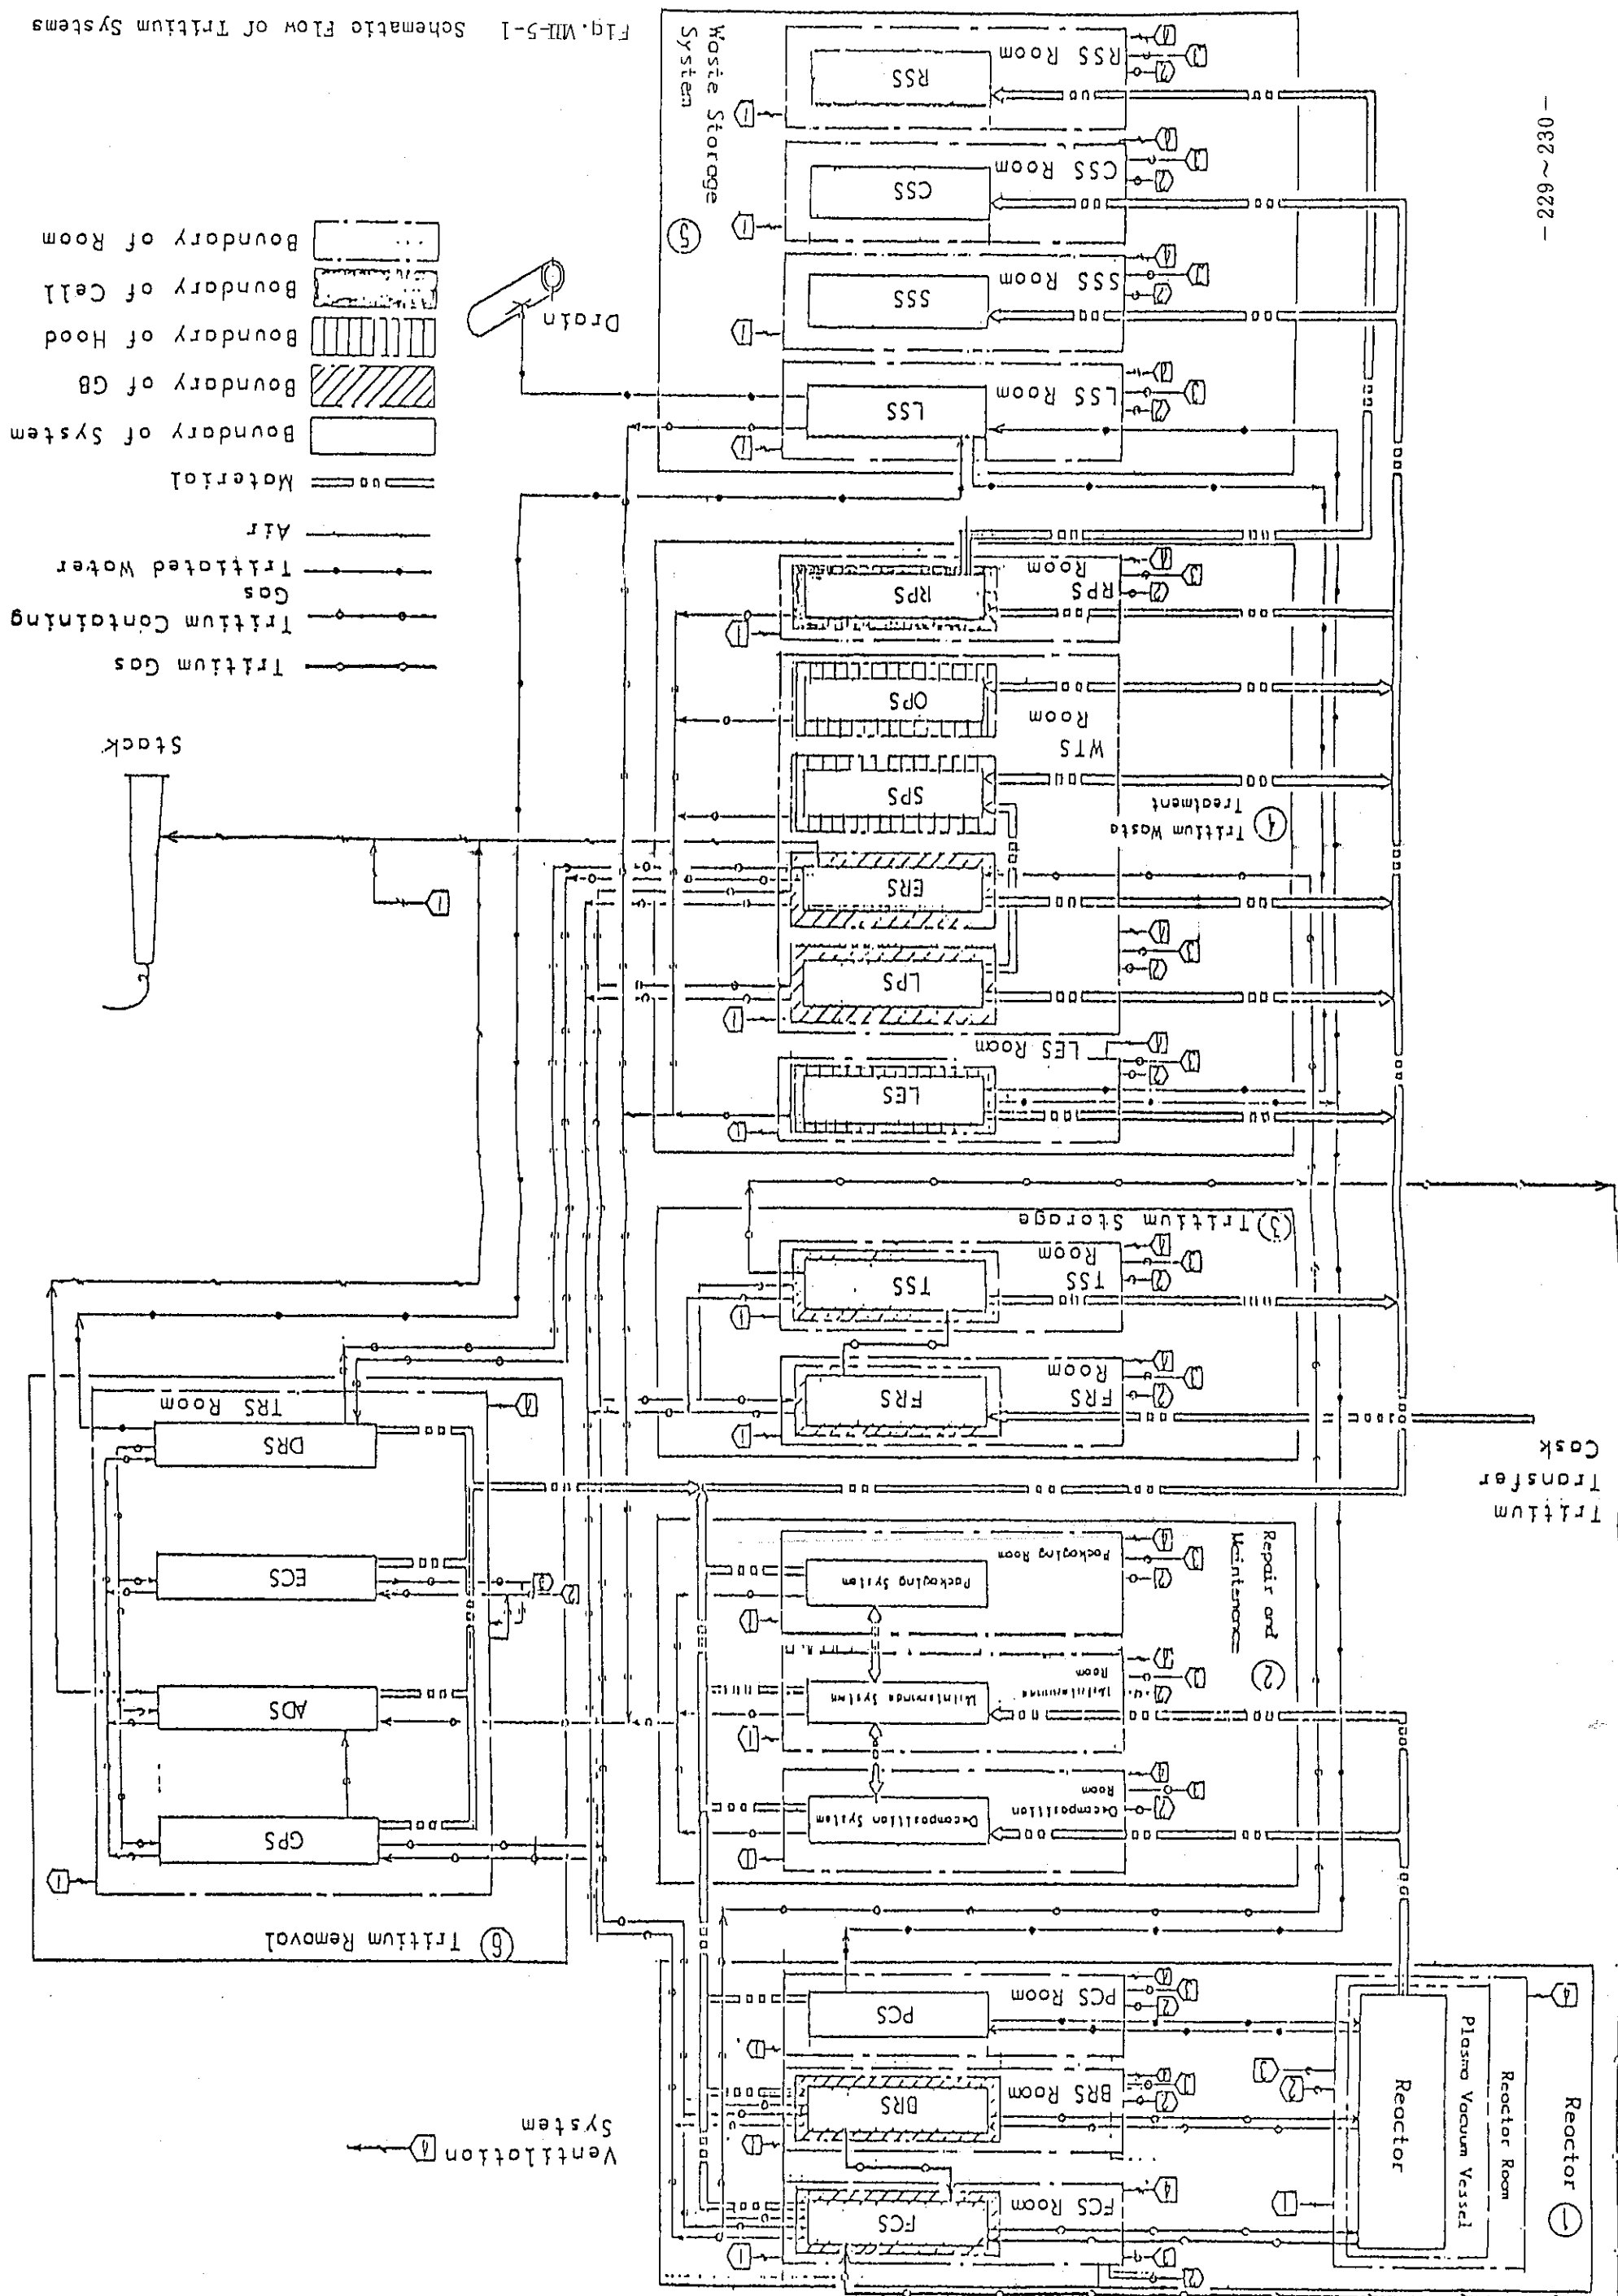 Reactor ①
Reactor Room
Plasma Vacuum Vessel
Reactor
FCS Room
FCS
BRS Room
BRS
PCS Room
PCS
Ventilation
System
② Repair and
Maintenance
Decomposition
Room
Decomposition System
Maintenance
Room
Maintenance System
Packaging Room
Packaging System
⑥ Tritium Removal
GPS
ADS
ECS
DRS
TRS Room
Tritium
Transfer
Cask
③ Tritium Storage
FRS
Room
FRS
TSS
Room
TSS
④ Tritium Waste
Treatment
LES Room
LES
LPS
ERS
WTS
Room
SPS
OPS
RPS
Room
RPS
Stack
⑤
Waste Storage
System
LSS Room
LSS
SSS Room
SSS
CSS Room
CSS
RSS Room
RSS
Drain
Tritium Gas
Tritium Containing
Gas
Tritiated Water
Air
Material
Boundary of System
Boundary of GB
Boundary of Hood
Boundary of Cell
Boundary of Room
Fig.VIII-5-1 Schematic Flow of Tritium Systems
- 229 ~ 230 -